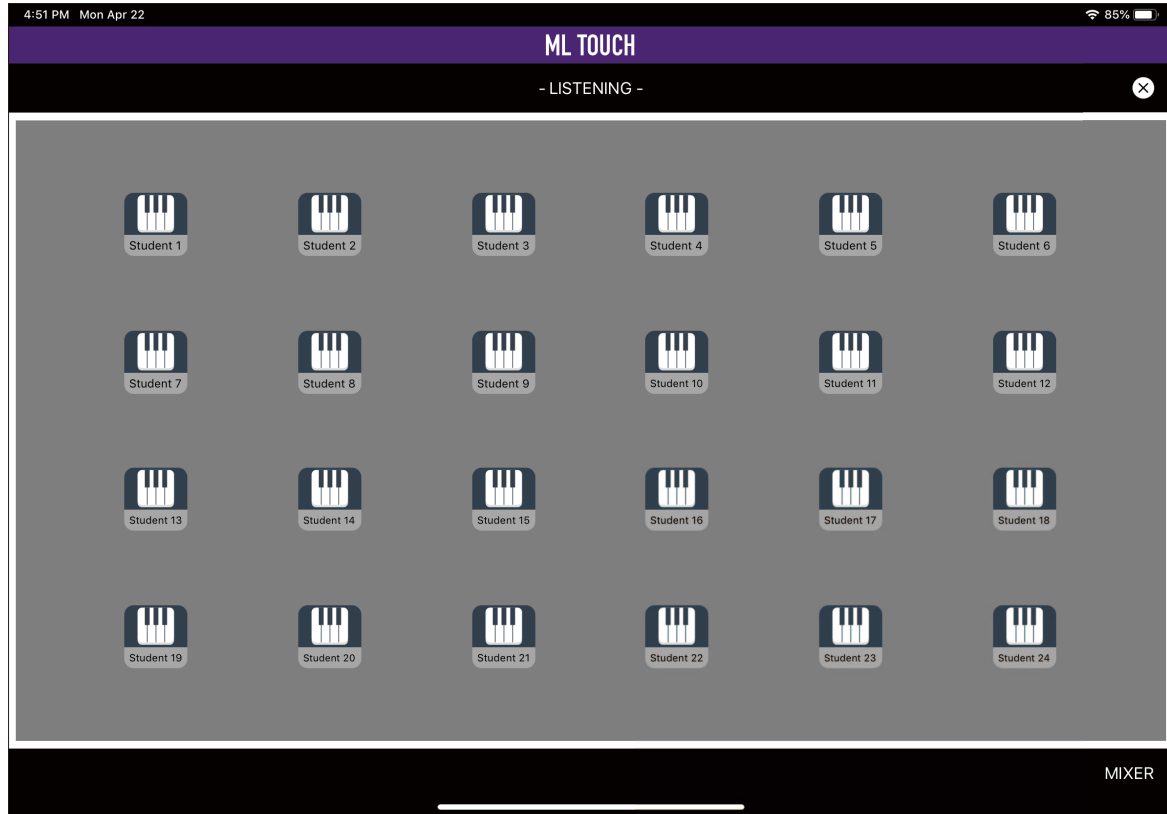 4:51 PM Mon Apr 22 85%
ML TOUCH
- LISTENING -
Student 1 Student 2 Student 3 Student 4 Student 5 Student 6
Student 7 Student 8 Student 9 Student 10 Student 11 Student 12
Student 13 Student 14 Student 15 Student 16 Student 17 Student 18
Student 19 Student 20 Student 21 Student 22 Student 23 Student 24
MIXER